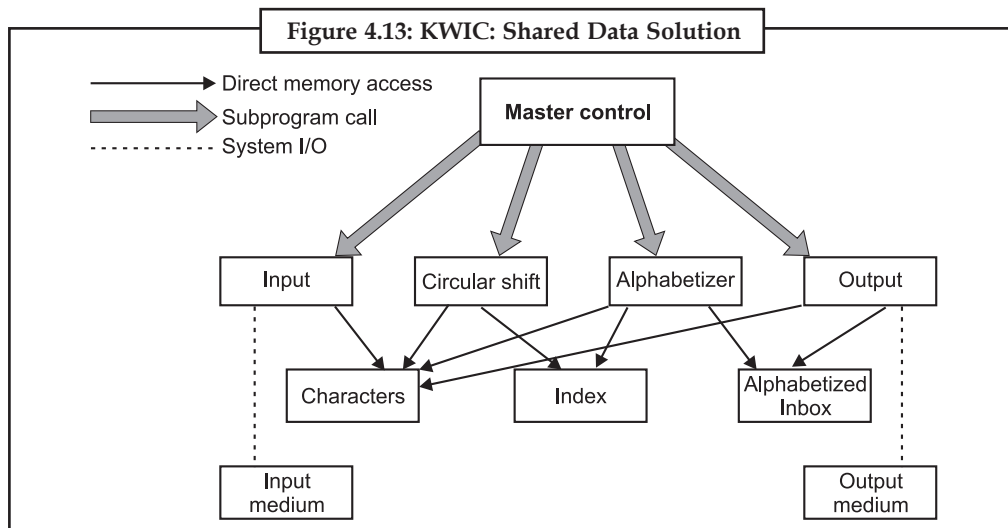 Figure 4.13: KWIC: Shared Data Solution
Direct memory access
Subprogram call
System I/O
Master control
Input
Circular shift
Alphabetizer
Output
Characters
Index
Alphabetized
Inbox
Input
medium
Output
medium